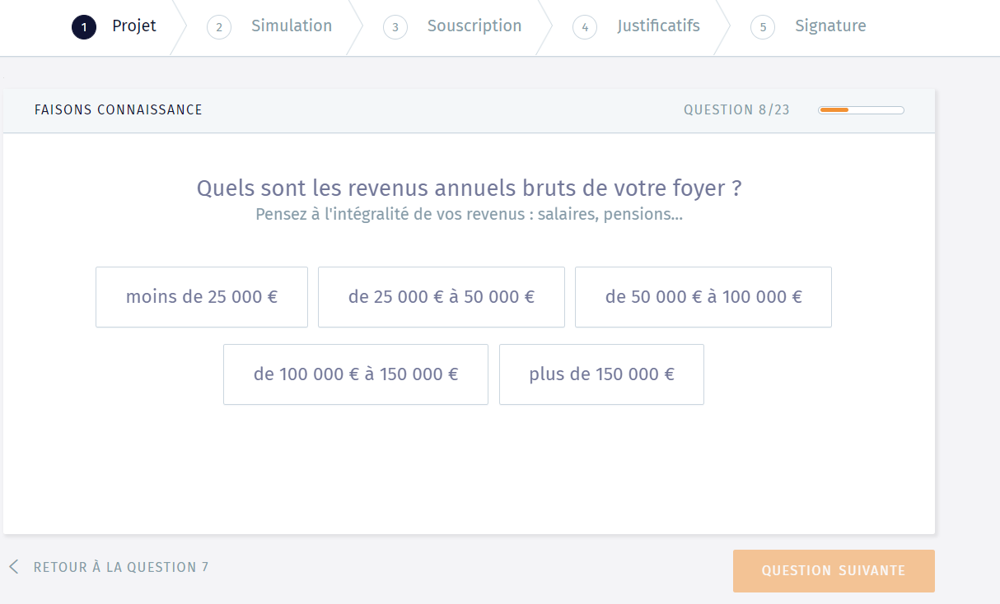 1 Projet 2 Simulation 3 Souscription 4 Justificatifs 5 Signature
FAISONS CONNAISSANCE QUESTION 8/23
Quels sont les revenus annuels bruts de votre foyer ?
Pensez à l'intégralité de vos revenus : salaires, pensions...
moins de 25 000 € de 25 000 € à 50 000 € de 50 000 € à 100 000 €
de 100 000 € à 150 000 € plus de 150 000 €
RETOUR À LA QUESTION 7 QUESTION SUIVANTE